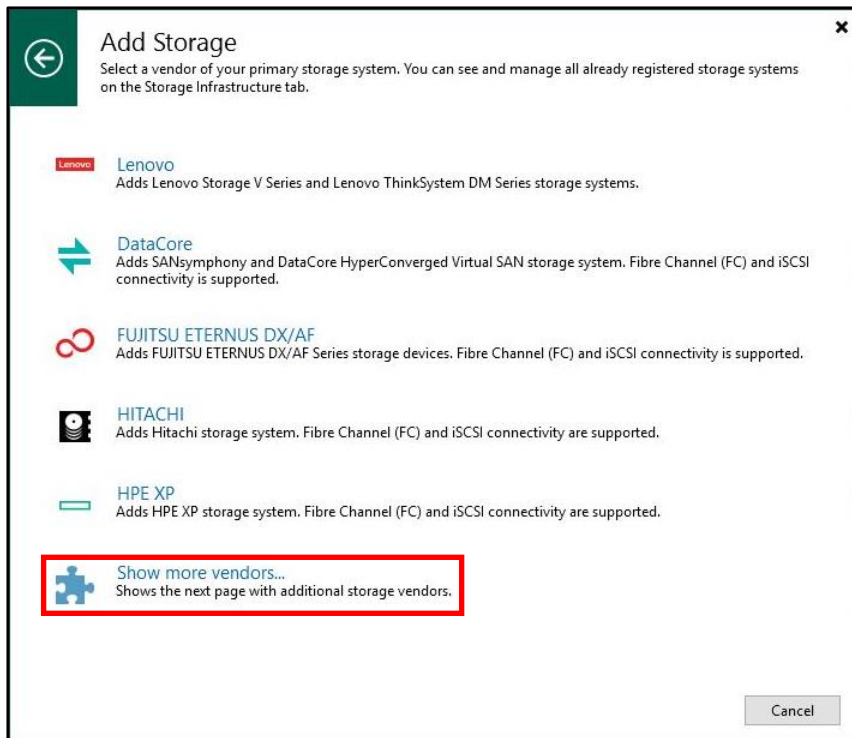 Add Storage
Select a vendor of your primary storage system. You can see and manage all already registered storage systems
on the Storage Infrastructure tab.
Lenovo
Lenovo
Adds Lenovo Storage V Series and Lenovo ThinkSystem DM Series storage systems.
DataCore
Adds SANsymphony and DataCore HyperConverged Virtual SAN storage system. Fibre Channel (FC) and iSCSI
connectivity is supported.
FUJITSU ETERNUS DX/AF
Adds FUJITSU ETERNUS DX/AF Series storage devices. Fibre Channel (FC) and iSCSI connectivity is supported.
HITACHI
Adds Hitachi storage system. Fibre Channel (FC) and iSCSI connectivity are supported.
HPE XP
Adds HPE XP storage system. Fibre Channel (FC) and iSCSI connectivity are supported.
Show more vendors...
Shows the next page with additional storage vendors.
Cancel